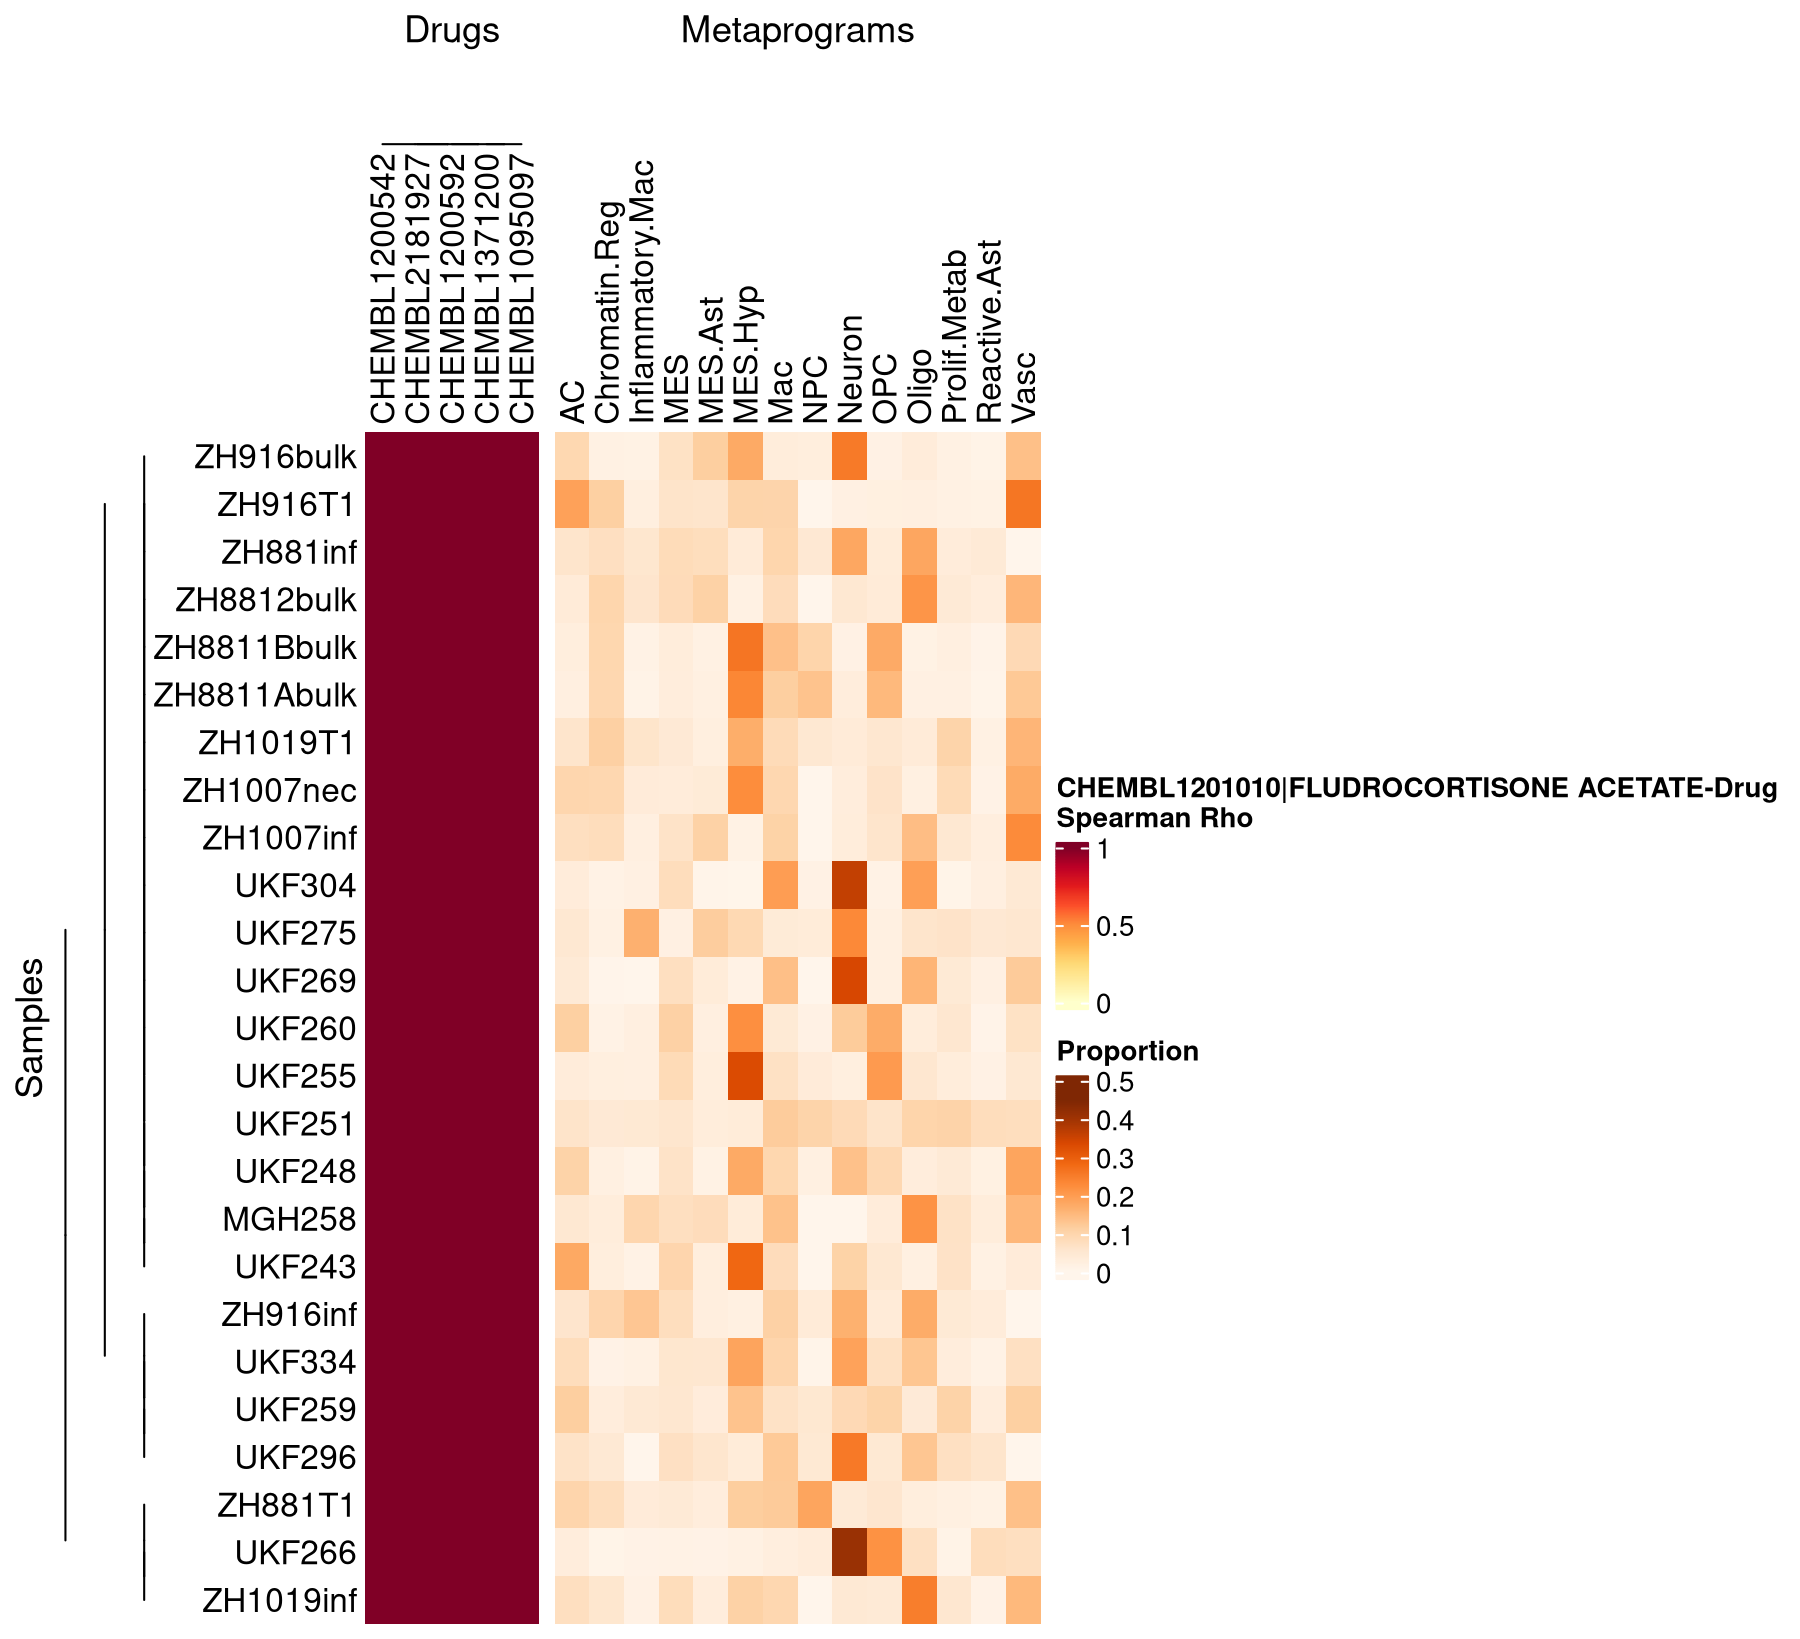 Drugs
Metaprograms
CHEMBL1200542
CHEMBL2181927
CHEMBL1200592
CHEMBL1371200
CHEMBL1095097
AC
Chromatin.Reg
Inflammatory.Mac
MES
MES.Ast
MES.Hyp
Mac
NPC
Neuron
OPC
Oligo
Prolif.Metab
Reactive.Ast
Vasc
Samples
ZH916bulk
ZH916T1
ZH881inf
ZH8812bulk
ZH8811Bbulk
ZH8811Abulk
ZH1019T1
ZH1007nec
ZH1007inf
UKF304
UKF275
UKF269
UKF260
UKF255
UKF251
UKF248
MGH258
UKF243
ZH916inf
UKF334
UKF259
UKF296
ZH881T1
UKF266
ZH1019inf
CHEMBL1201010|FLUDROCORTISONE ACETATE-Drug
Spearman Rho
1
0.5
0
Proportion
0.5
0.4
0.3
0.2
0.1
0